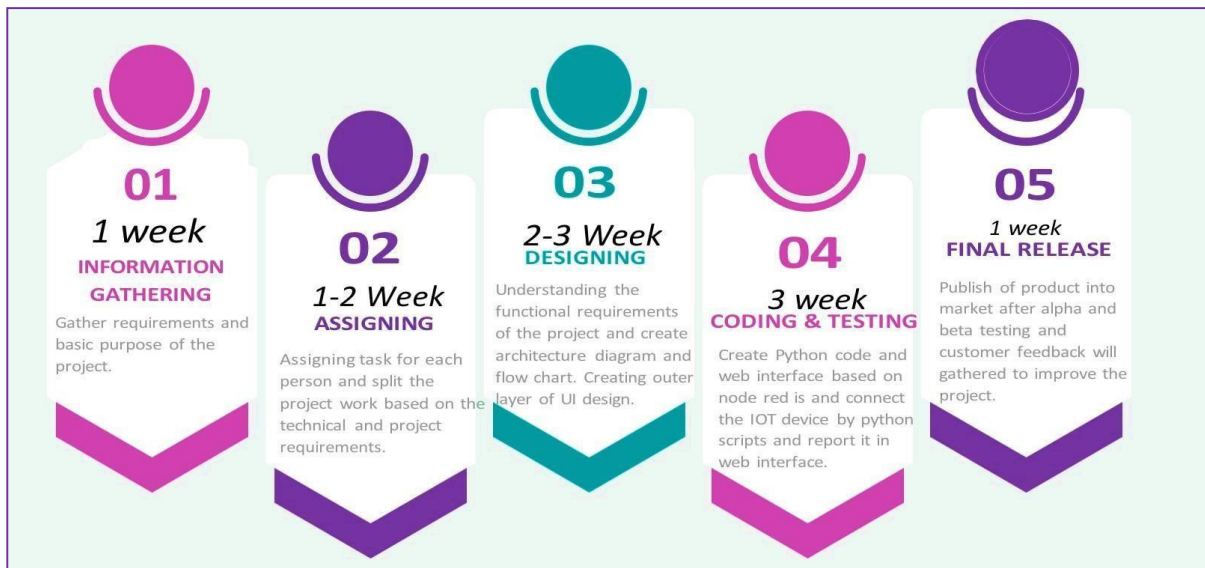 01
1 week
INFORMATION
GATHERING
Gather requirements and
basic purpose of the
project.
02
1-2 Week
ASSIGNING
Assigning task for each
person and split the
project work based on the
technical and project
requirements.
03
2-3 Week
DESIGNING
Understanding the
functional requirements
of the project and create
architecture diagram and
flow chart. Creating outer
layer of UI design.
04
3 week
CODING & TESTING
Create Python code and
web interface based on
node red is and connect
the IOT device by python
scripts and report it in
web interface.
05
1 week
FINAL RELEASE
Publish of product into
market after alpha and
beta testing and
customer feedback will
gathered to improve the
project.